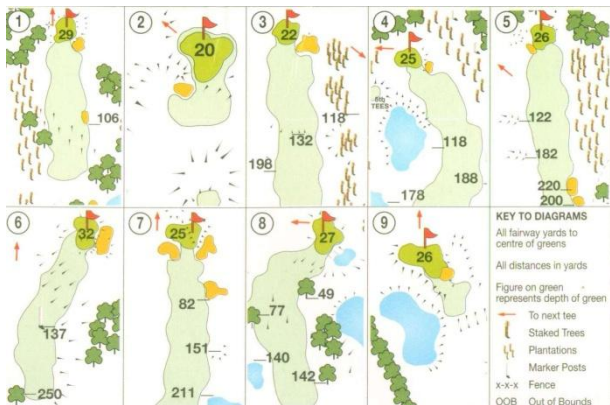 1
29
106
2
20
3
22
118
132
198
4
25
8th
TEES
118
188
178
5
26
122
182
220
200
6
32
137
250
7
25
82
151
211
8
27
49
77
140
142
9
26
KEY TO DIAGRAMS
All fairway yards to
centre of greens
All distances in yards
Figure on green
represents depth of green
To next tee
Staked Trees
Plantations
Marker Posts
x-x-x Fence
OOB Out of Bounds